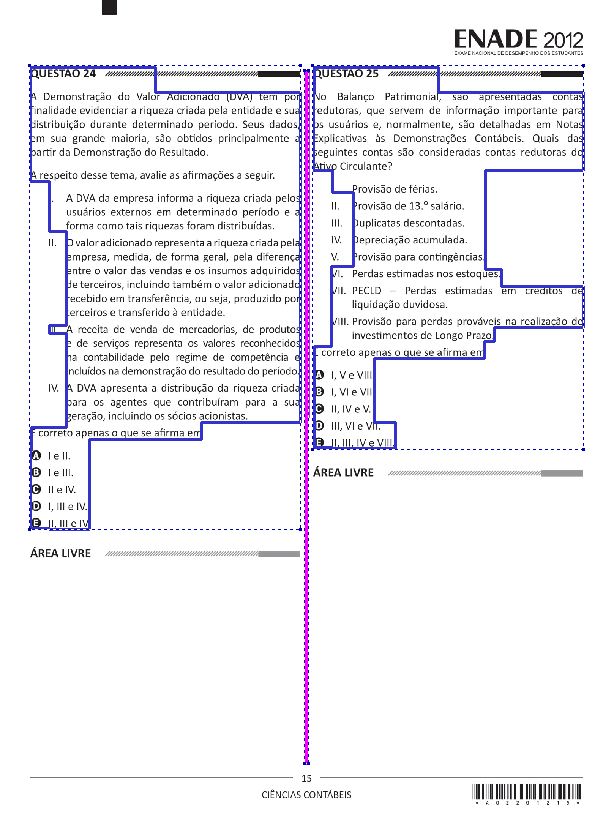 ENADE 2012
EXAME NACIONAL DE DESEMPENHO DOS ESTUDANTES
QUESTÃO 24
A Demonstração do Valor Adicionado (DVA) tem por
finalidade evidenciar a riqueza criada pela entidade e sua
distribuição durante determinado período. Seus dados,
em sua grande maioria, são obtidos principalmente a
partir da Demonstração do Resultado.
A respeito desse tema, avalie as afirmações a seguir.
I. A DVA da empresa informa a riqueza criada pelos
usuários externos em determinado período e a
forma como tais riquezas foram distribuídas.
II. O valor adicionado representa a riqueza criada pela
empresa, medida, de forma geral, pela diferença
entre o valor das vendas e os insumos adquiridos
de terceiros, incluindo também o valor adicionado
recebido em transferência, ou seja, produzido por
terceiros e transferido à entidade.
III. A receita de venda de mercadorias, de produtos
e de serviços representa os valores reconhecidos
na contabilidade pelo regime de competência e
incluídos na demonstração do resultado do período.
IV. A DVA apresenta a distribuição da riqueza criada
para os agentes que contribuíram para a sua
geração, incluindo os sócios acionistas.
É correto apenas o que se afirma em
A I e II.
B I e III.
C II e IV.
D I, III e IV.
E II, III e IV.
ÁREA LIVRE
QUESTÃO 25
No Balanço Patrimonial, são apresentadas contas
redutoras, que servem de informação importante para
os usuários e, normalmente, são detalhadas em Notas
Explicativas às Demonstrações Contábeis. Quais das
seguintes contas são consideradas contas redutoras do
Ativo Circulante?
Provisão de férias.
II. Provisão de 13.º salário.
III. Duplicatas descontadas.
IV. Depreciação acumulada.
V. Provisão para contingências.
VI. Perdas estimadas nos estoques.
VII. PECLD – Perdas estimadas em créditos de
liquidação duvidosa.
VIII. Provisão para perdas prováveis na realização de
investimentos de Longo Prazo.
É correto apenas o que se afirma em
A I, V e VIII.
B I, VI e VII.
C II, IV e V.
D III, VI e VII.
E II, III, IV e VIII.
ÁREA LIVRE
15
CIÊNCIAS CONTÁBEIS